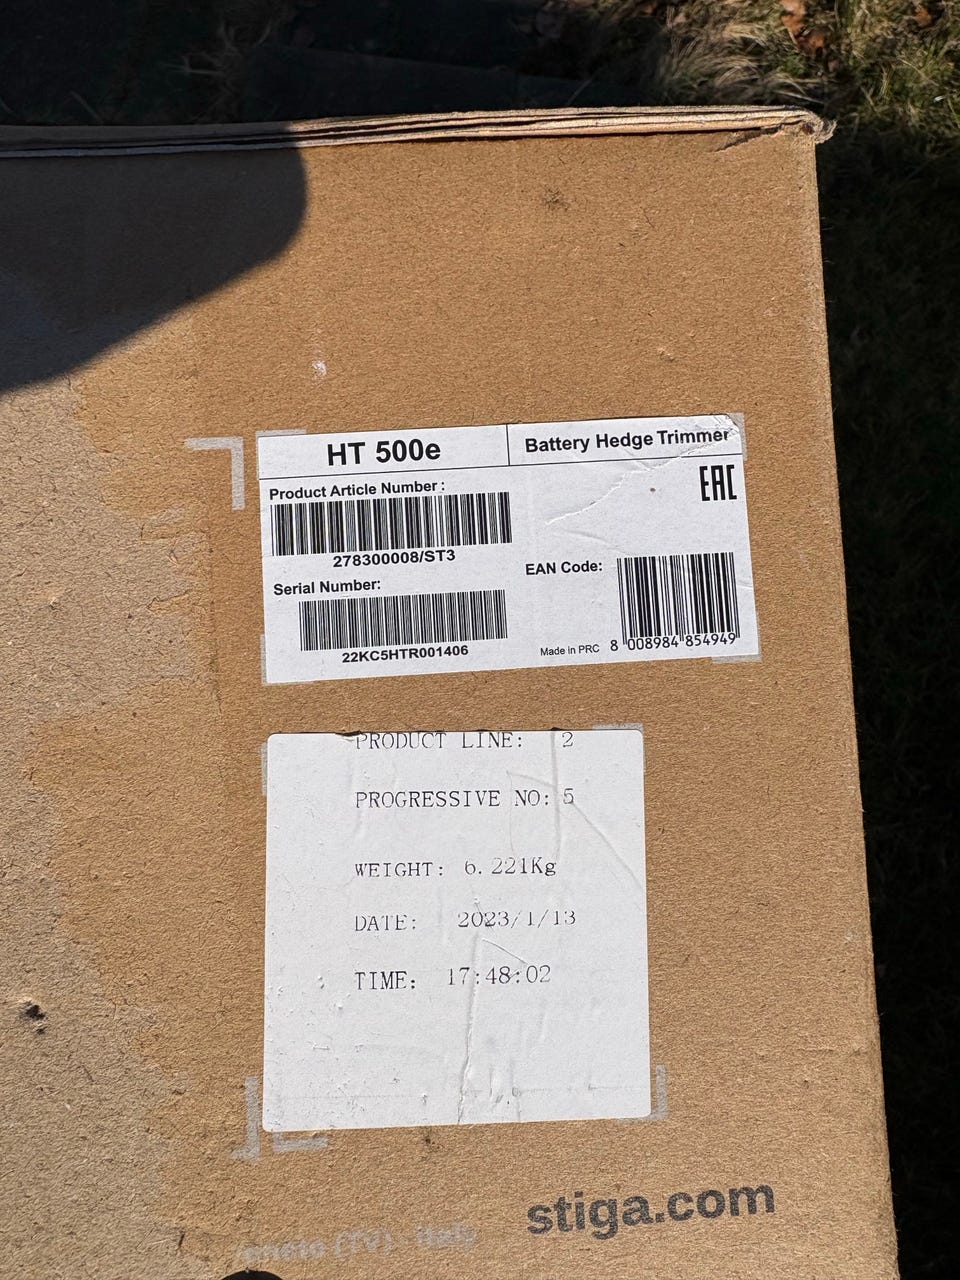 HT 500e
Battery Hedge Trimmer
EAC
Product Article Number :
278300008/ST3
Serial Number:
22KC5HTR001406
EAN Code:
Made in PRC
8 008984 854949
PRODUCT LINE: 2
PROGRESSIVE NO: 5
WEIGHT: 6.221Kg
DATE: 2023/1/13
TIME: 17:48:02
stiga.com
(TV) - Italy